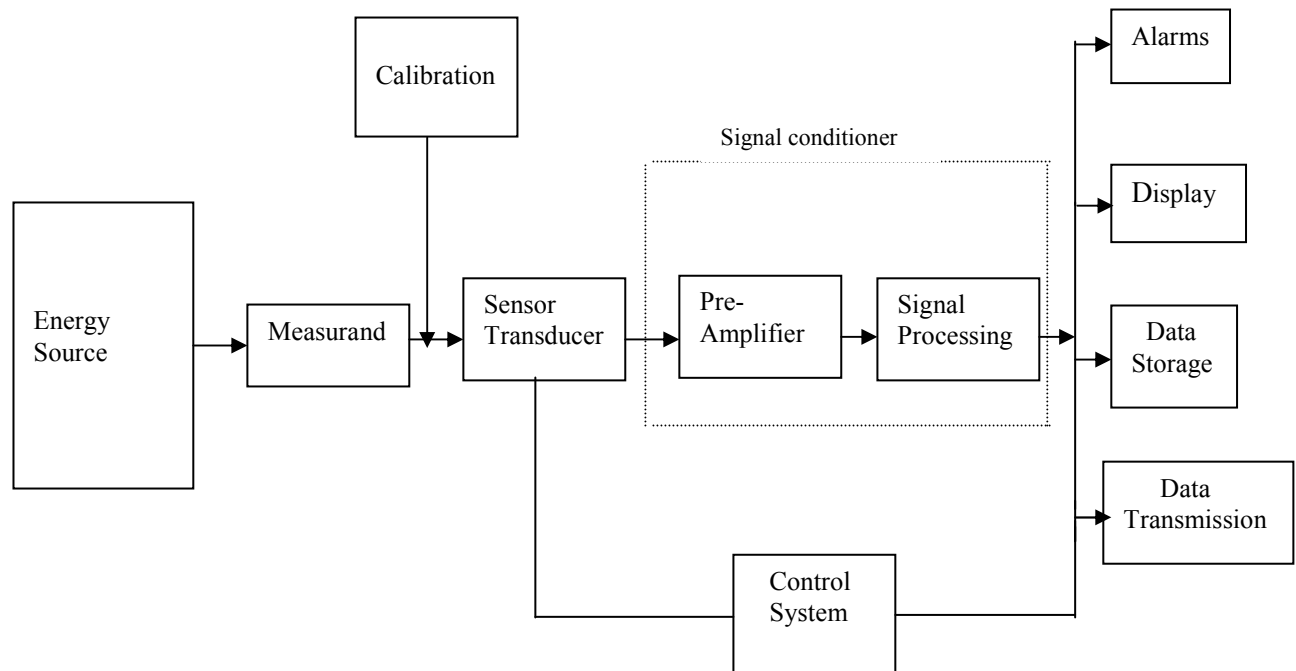 Alarms
Calibration
Signal conditioner
Display
Energy
Source
Measurand
Sensor
Transducer
Pre-
Amplifier
Signal
Processing
Data
Storage
Data
Transmission
Control
System